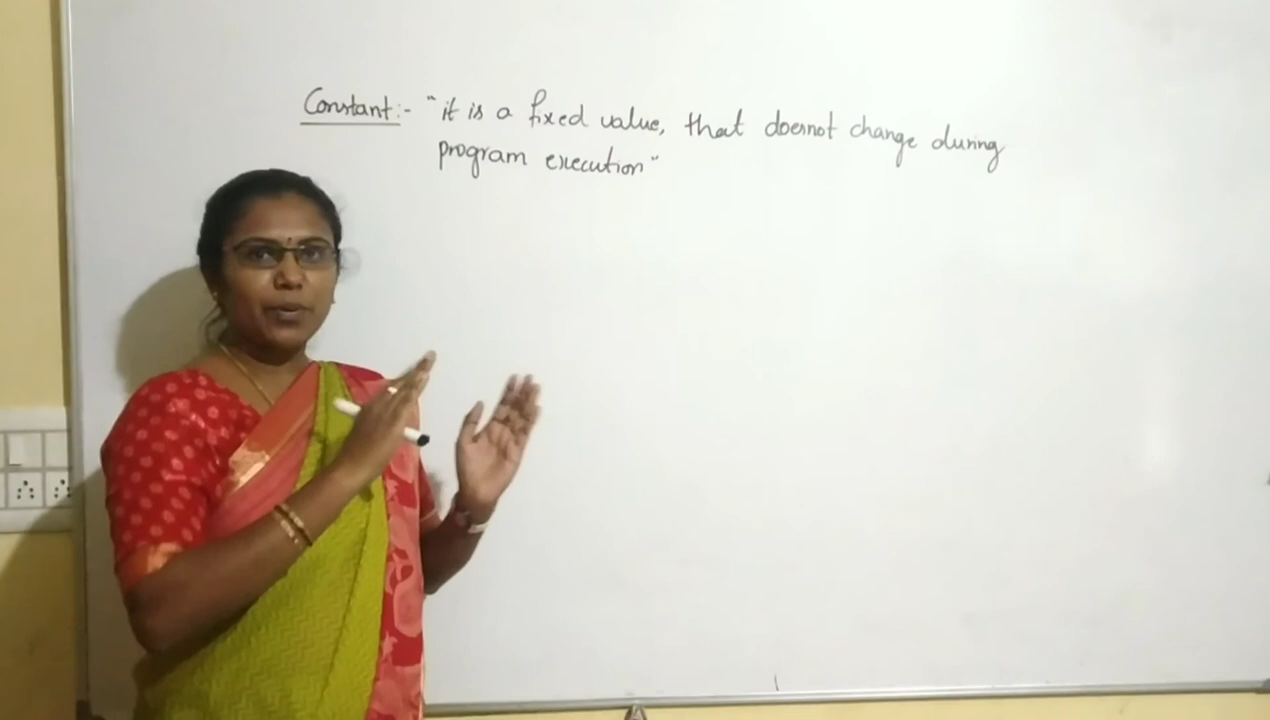 Constant:- "it is a fixed value, that doesnot change during
program execution"